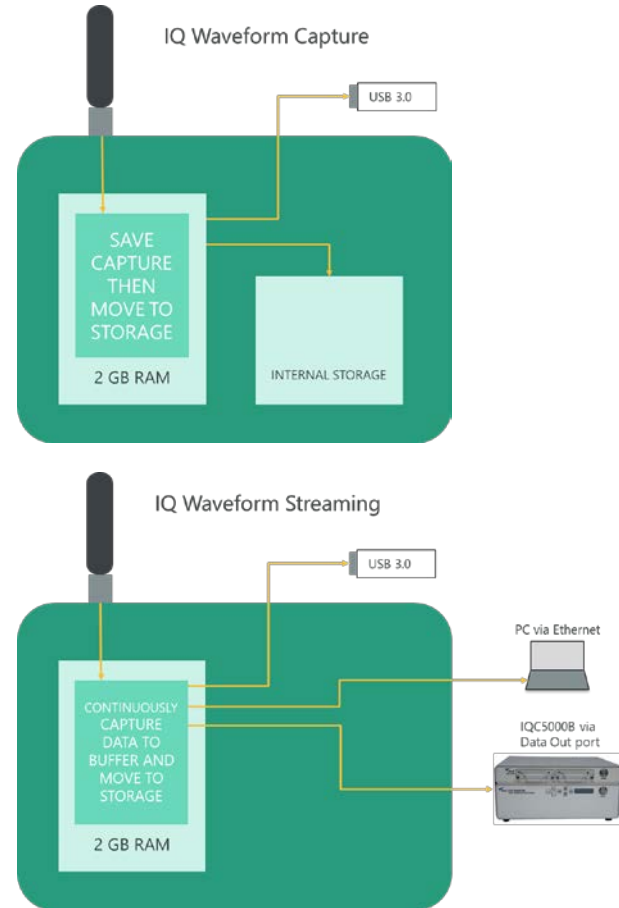 IQ Waveform Capture
USB 3.0
SAVE
CAPTURE
THEN
MOVE TO
STORAGE
2 GB RAM
INTERNAL STORAGE
IQ Waveform Streaming
USB 3.0
PC via Ethernet
CONTINUOUSLY
CAPTURE
DATA TO
BUFFER AND
MOVE TO
STORAGE
2 GB RAM
IQC5000B via
Data Out port